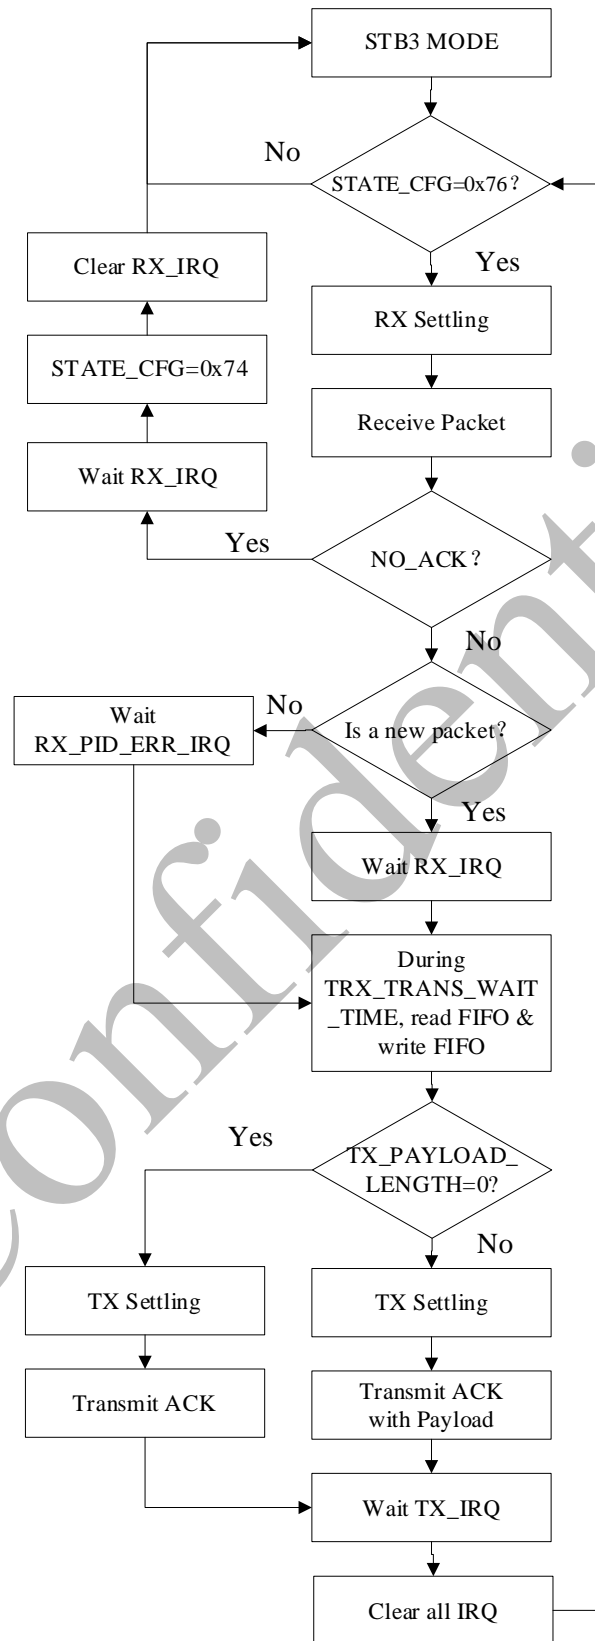 STB3 MODE
No
STATE_CFG=0x76?
Yes
Clear RX_IRQ
RX Settling
STATE_CFG=0x74
Receive Packet
Wait RX_IRQ
Yes
NO_ACK?
No
Wait
RX_PID_ERR_IRQ
No
Is a new packet?
Yes
Wait RX_IRQ
During
TRX_TRANS_WAIT
_TIME, read FIFO &
write FIFO
Yes
TX_PAYLOAD_
LENGTH=0?
No
TX Settling
TX Settling
Transmit ACK
Transmit ACK
with Payload
Wait TX_IRQ
Clear all IRQ
onfidenti